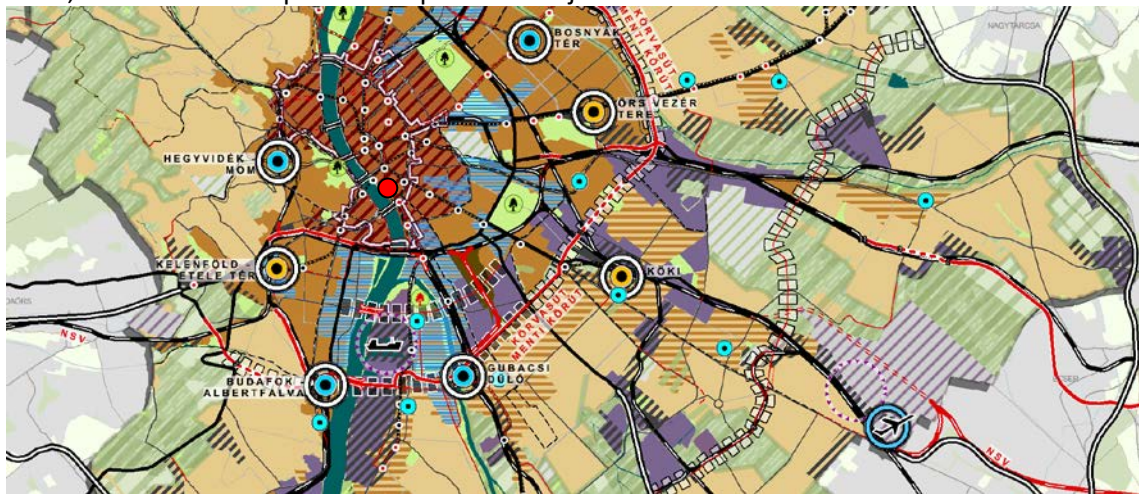 BOSNYÁK
TÉR
NAGYTARCSA
KÖRVASÚT
MENTI KÖRÚT
ÖRS VEZÉR
TERE
HEGYVIDÉK -
MOM
KELENFÖLD -
ETELE TÉR
KÖKI
KÖRVASÚT
MENTI KÖRÚT
NSV
GUBACSI
DŰLŐ
BUDAFOK -
ALBERTFALVA
NSV